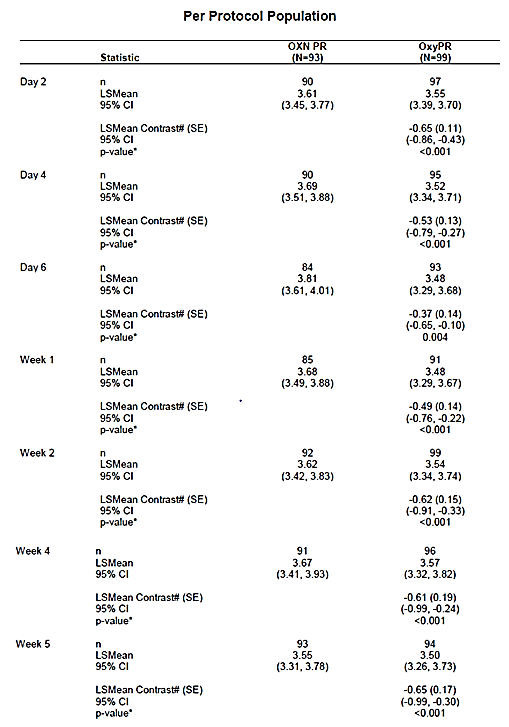 Per Protocol Population
OXN PR OxyPR
Statistic (N=93) (N=99)
Day 2 n 90 97
LSMean 3.61 3.55
95% CI (3.45, 3.77) (3.39, 3.70)
LSMean Contrast# (SE) -0.65 (0.11)
95% CI (-0.86, -0.43)
p-value* <0.001
Day 4 n 90 95
LSMean 3.69 3.52
95% CI (3.51, 3.88) (3.34, 3.71)
LSMean Contrast# (SE) -0.53 (0.13)
95% CI (-0.79, -0.27)
p-value* <0.001
Day 6 n 84 93
LSMean 3.81 3.48
95% CI (3.61, 4.01) (3.29, 3.68)
LSMean Contrast# (SE) -0.37 (0.14)
95% CI (-0.65, -0.10)
p-value* 0.004
Week 1 n 85 91
LSMean 3.68 3.48
95% CI (3.49, 3.88) (3.29, 3.67)
LSMean Contrast# (SE) -0.49 (0.14)
95% CI (-0.76, -0.22)
p-value* <0.001
Week 2 n 92 99
LSMean 3.62 3.54
95% CI (3.42, 3.83) (3.34, 3.74)
LSMean Contrast# (SE) -0.62 (0.15)
95% CI (-0.91, -0.33)
p-value* <0.001
Week 4 n 91 96
LSMean 3.67 3.57
95% CI (3.41, 3.93) (3.32, 3.82)
LSMean Contrast# (SE) -0.61 (0.19)
95% CI (-0.99, -0.24)
p-value* <0.001
Week 5 n 93 94
LSMean 3.55 3.50
95% CI (3.31, 3.78) (3.26, 3.73)
LSMean Contrast# (SE) -0.65 (0.17)
95% CI (-0.99, -0.30)
p-value* <0.001